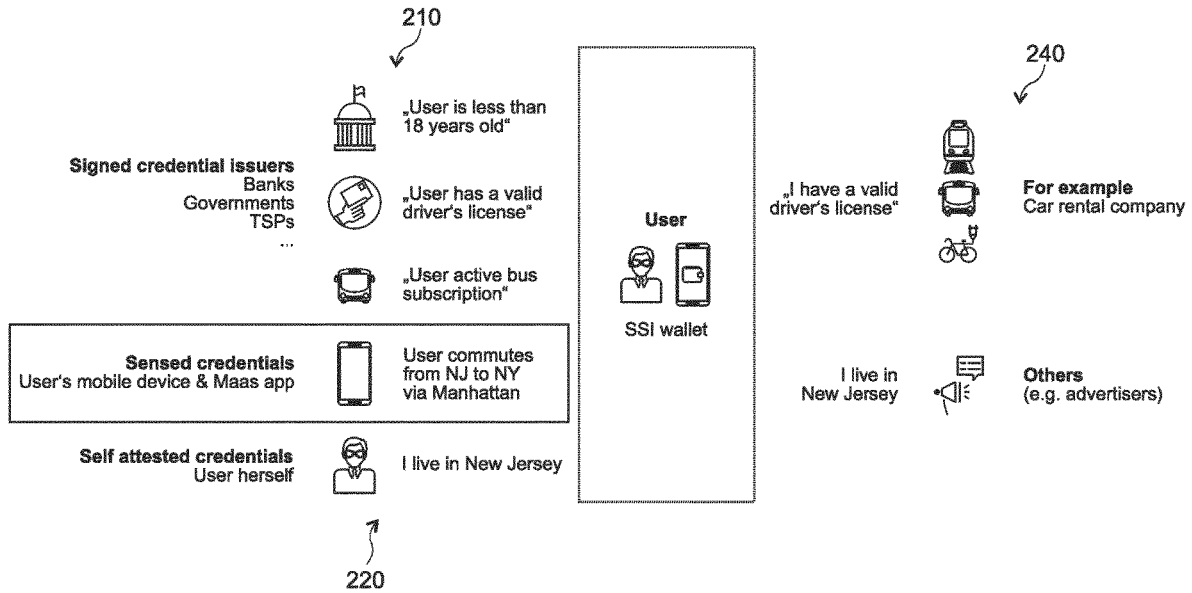 210
„User is less than
18 years old“
Signed credential issuers
Banks
Governments
TSPs
...
„User has a valid
driver's license“
„User active bus
subscription“
Sensed credentials
User's mobile device & Maas app
User commutes
from NJ to NY
via Manhattan
Self attested credentials
User herself
I live in New Jersey
220
User
SSI wallet
240
„I have a valid
driver's license“
For example
Car rental company
I live in
New Jersey
Others
(e.g. advertisers)